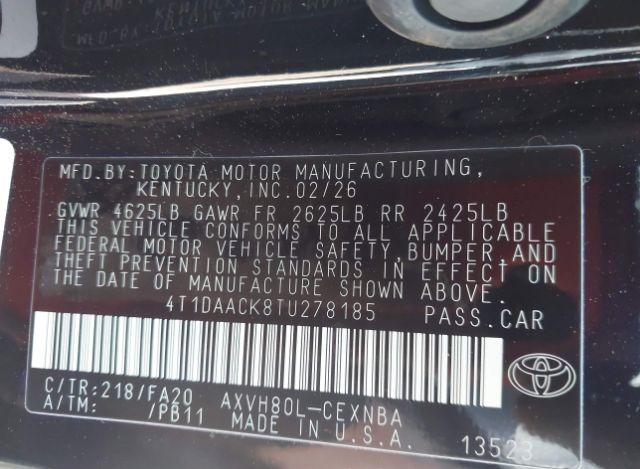 MFD.BY:TOYOTA MOTOR MANUFACTURING,
KENTUCKY,INC.02/26
GVWR 4625LB GAWR FR 2625LB RR 2425LB
THIS VEHICLE CONFORMS TO ALL APPLICABLE
FEDERAL MOTOR VEHICLE SAFETY,BUMPER,AND
THEFT PREVENTION STANDARDS IN EFFECT ON
THE DATE OF MANUFACTURE SHOWN ABOVE.
4T1DAACK8TU278185 PASS.CAR
C/TR:218/FA20 AXVH80L-CEXNBA
A/TM: /PB11 MADE IN U.S.A. 13523